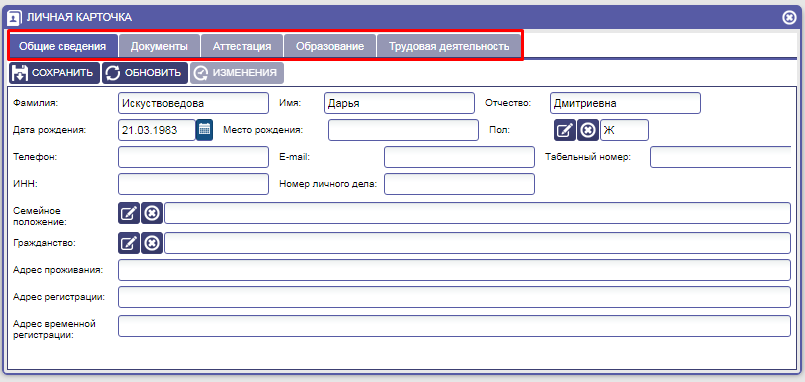 ЛИЧНАЯ КАРТОЧКА
Общие сведения Документы Аттестация Образование Трудовая деятельность
СОХРАНИТЬ ОБНОВИТЬ ИЗМЕНЕНИЯ
Фамилия: Искуствоведова Имя: Дарья Отчество: Дмитриевна
Дата рождения: 21.03.1983 Место рождения: Пол: Ж
Телефон: E-mail: Табельный номер:
ИНН: Номер личного дела:
Семейное
положение:
Гражданство:
Адрес проживания:
Адрес регистрации:
Адрес временной
регистрации: